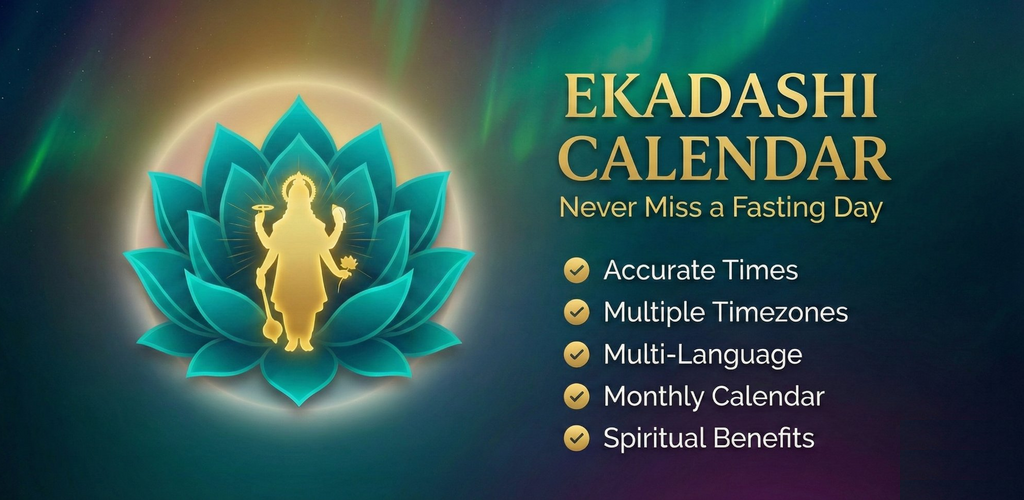 EKADASHI
CALENDAR
Never Miss a Fasting Day
Accurate Times
Multiple Timezones
Multi-Language
Monthly Calendar
Spiritual Benefits